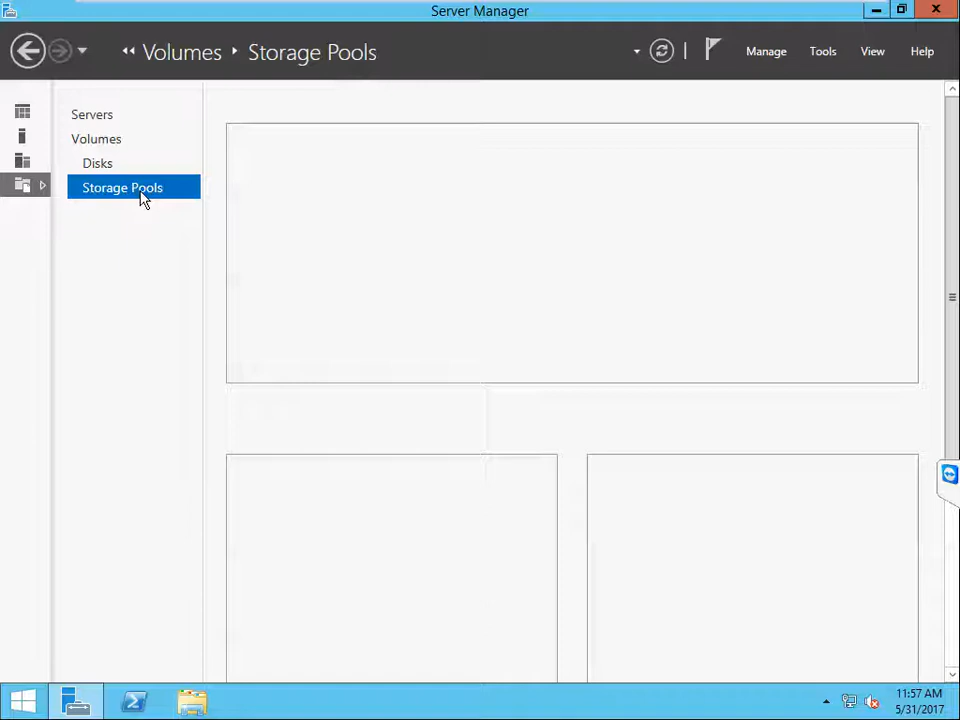 Server Manager
Volumes Storage Pools
Manage Tools View Help
Servers
Volumes
Disks
Storage Pools
11:57 AM
5/31/2017